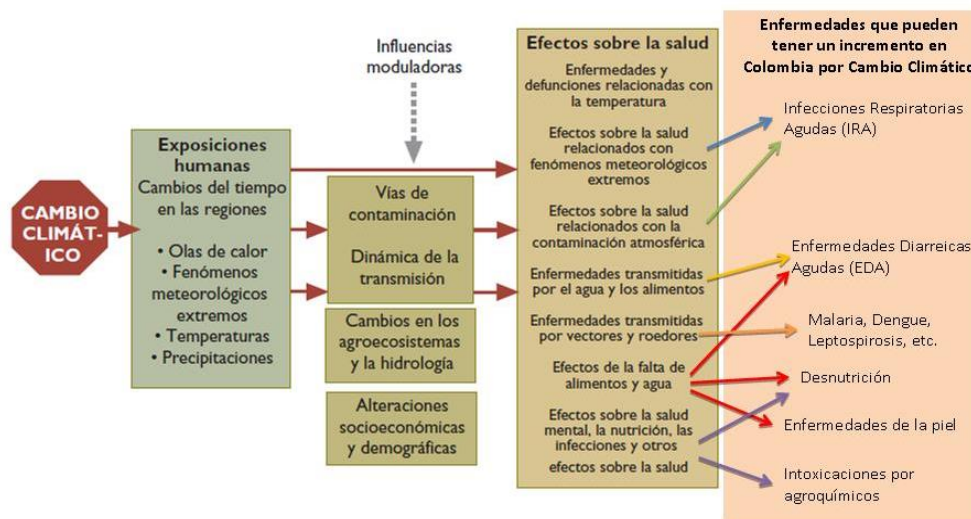 CAMBIO
CLIMÁT-
ICO
Exposiciones
humanas
Cambios del tiempo
en las regiones
• Olas de calor
• Fenómenos
meteorológicos
extremos
• Temperaturas
• Precipitaciones
Influencias
moduladoras
Vías de
contaminación
Dinámica de la
transmisión
Cambios en los
agroecosistemas
y la hidrología
Alteraciones
socioeconómicas
y demográficas
Efectos sobre la salud
Enfermedades y
defunciones relacionadas con
la temperatura
Efectos sobre la salud
relacionados con
fenómenos meteorológicos
extremos
Efectos sobre la salud
relacionados con
la contaminación atmosférica
Enfermedades transmitidas
por el agua y los alimentos
Enfermedades transmitidas
por vectores y roedores
Efectos de la falta de
alimentos y agua
Efectos sobre la salud
mental, la nutrición, las
infecciones y otros
efectos sobre la salud
Enfermedades que pueden
tener un incremento en
Colombia por Cambio Climático
Infecciones Respiratorias
Agudas (IRA)
Enfermedades Diarreicas
Agudas (EDA)
Malaria, Dengue,
Leptospirosis, etc.
Desnutrición
Enfermedades de la piel
Intoxicaciones por
agroquímicos